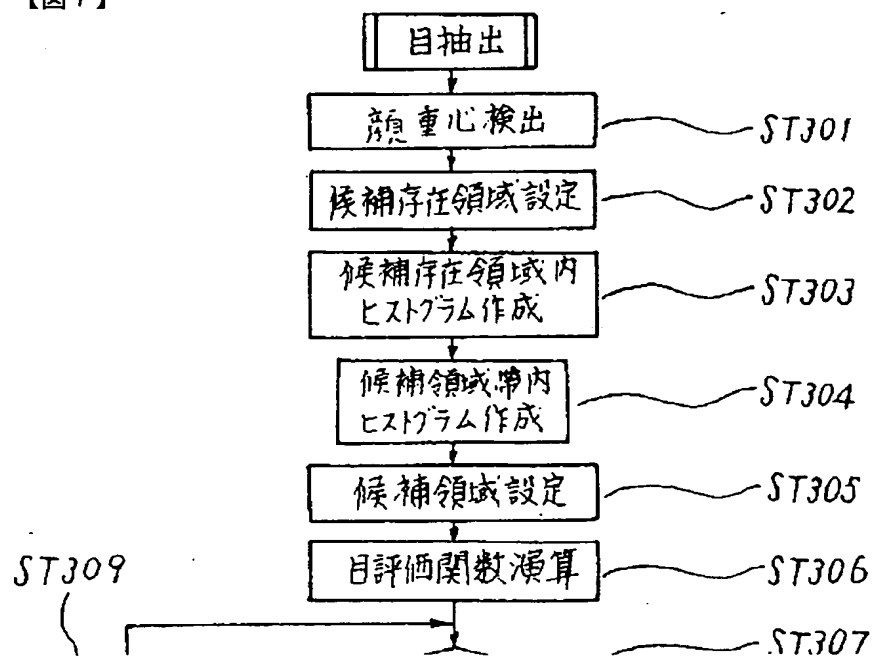 【図7】
目抽出
顔重心検出
ST301
候補存在領域設定
ST302
候補存在領域内
ヒストグラム作成
ST303
候補領域帯内
ヒストグラム作成
ST304
候補領域設定
ST305
目評価関数演算
ST306
ST309
ST307